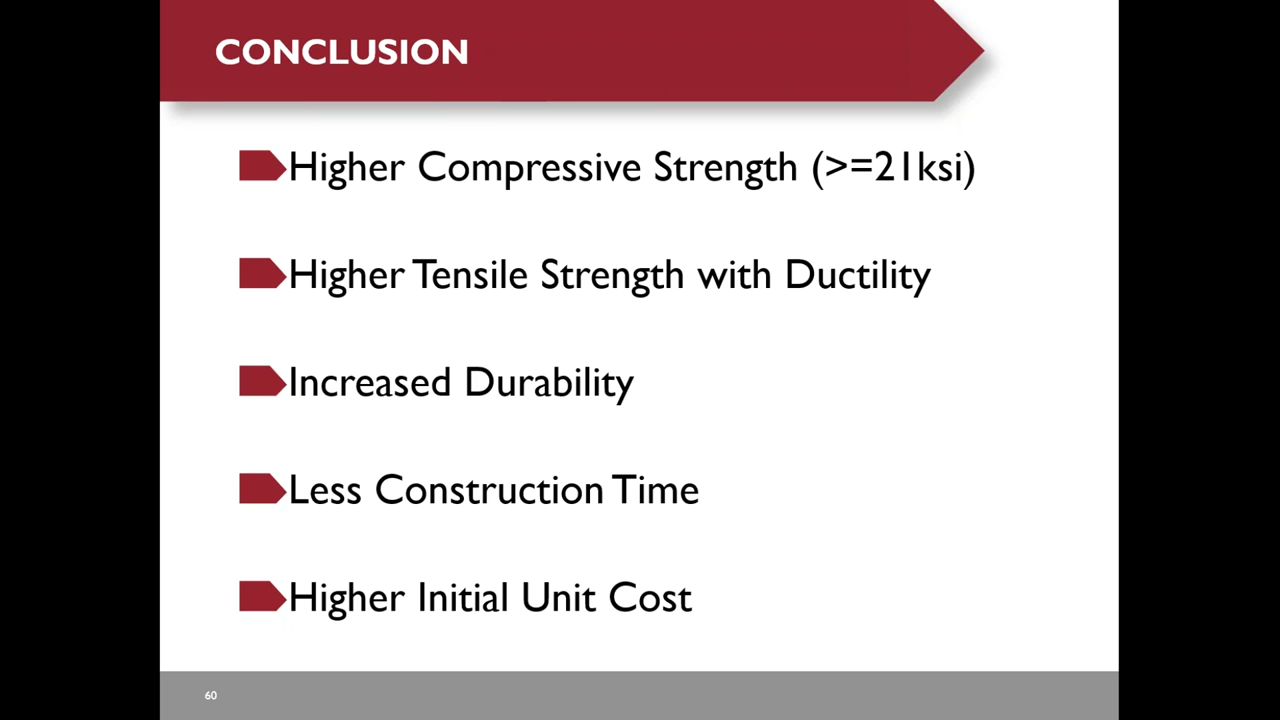 CONCLUSION
Higher Compressive Strength (>=21ksi)
Higher Tensile Strength with Ductility
Increased Durability
Less Construction Time
Higher Initial Unit Cost
60